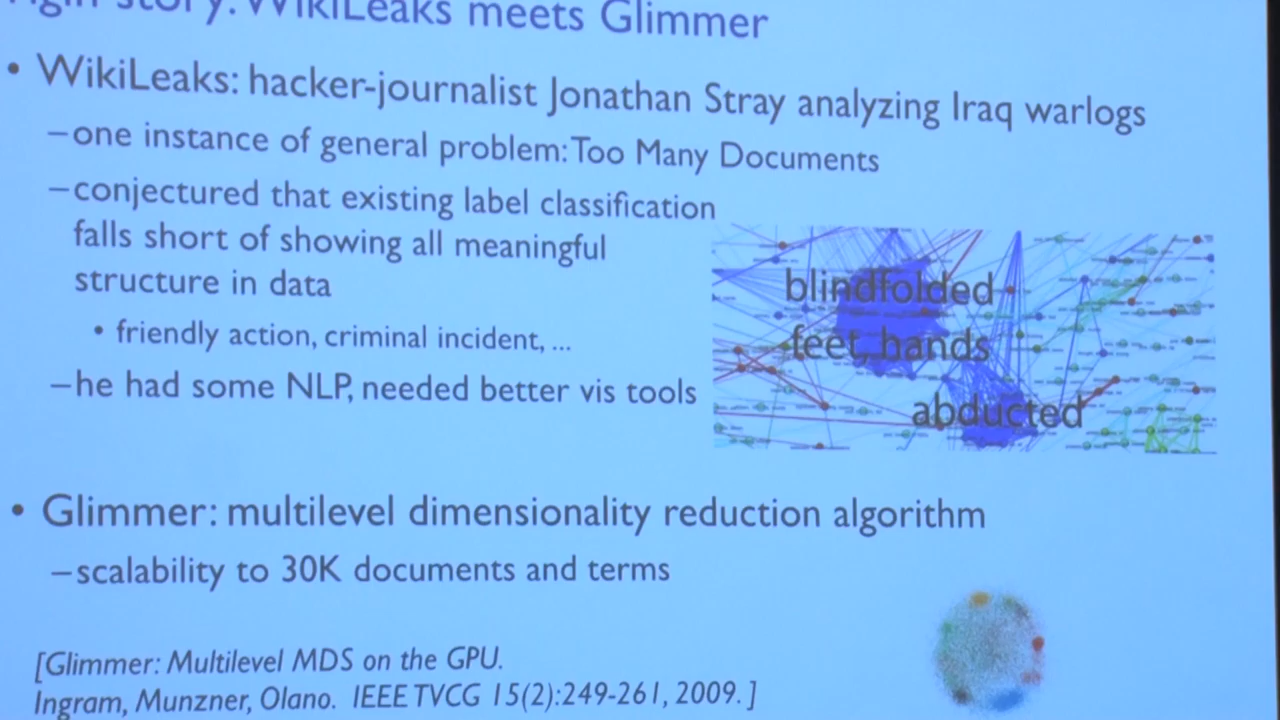 story: WikiLeaks meets Glimmer
• WikiLeaks: hacker-journalist Jonathan Stray analyzing Iraq warlogs
–one instance of general problem: Too Many Documents
–conjectured that existing label classification
falls short of showing all meaningful
structure in data
• friendly action, criminal incident, ...
–he had some NLP, needed better vis tools
blindfolded
feet, hands
abducted
• Glimmer: multilevel dimensionality reduction algorithm
–scalability to 30K documents and terms
[Glimmer: Multilevel MDS on the GPU.
Ingram, Munzner, Olano. IEEE TVCG 15(2):249-261, 2009.]